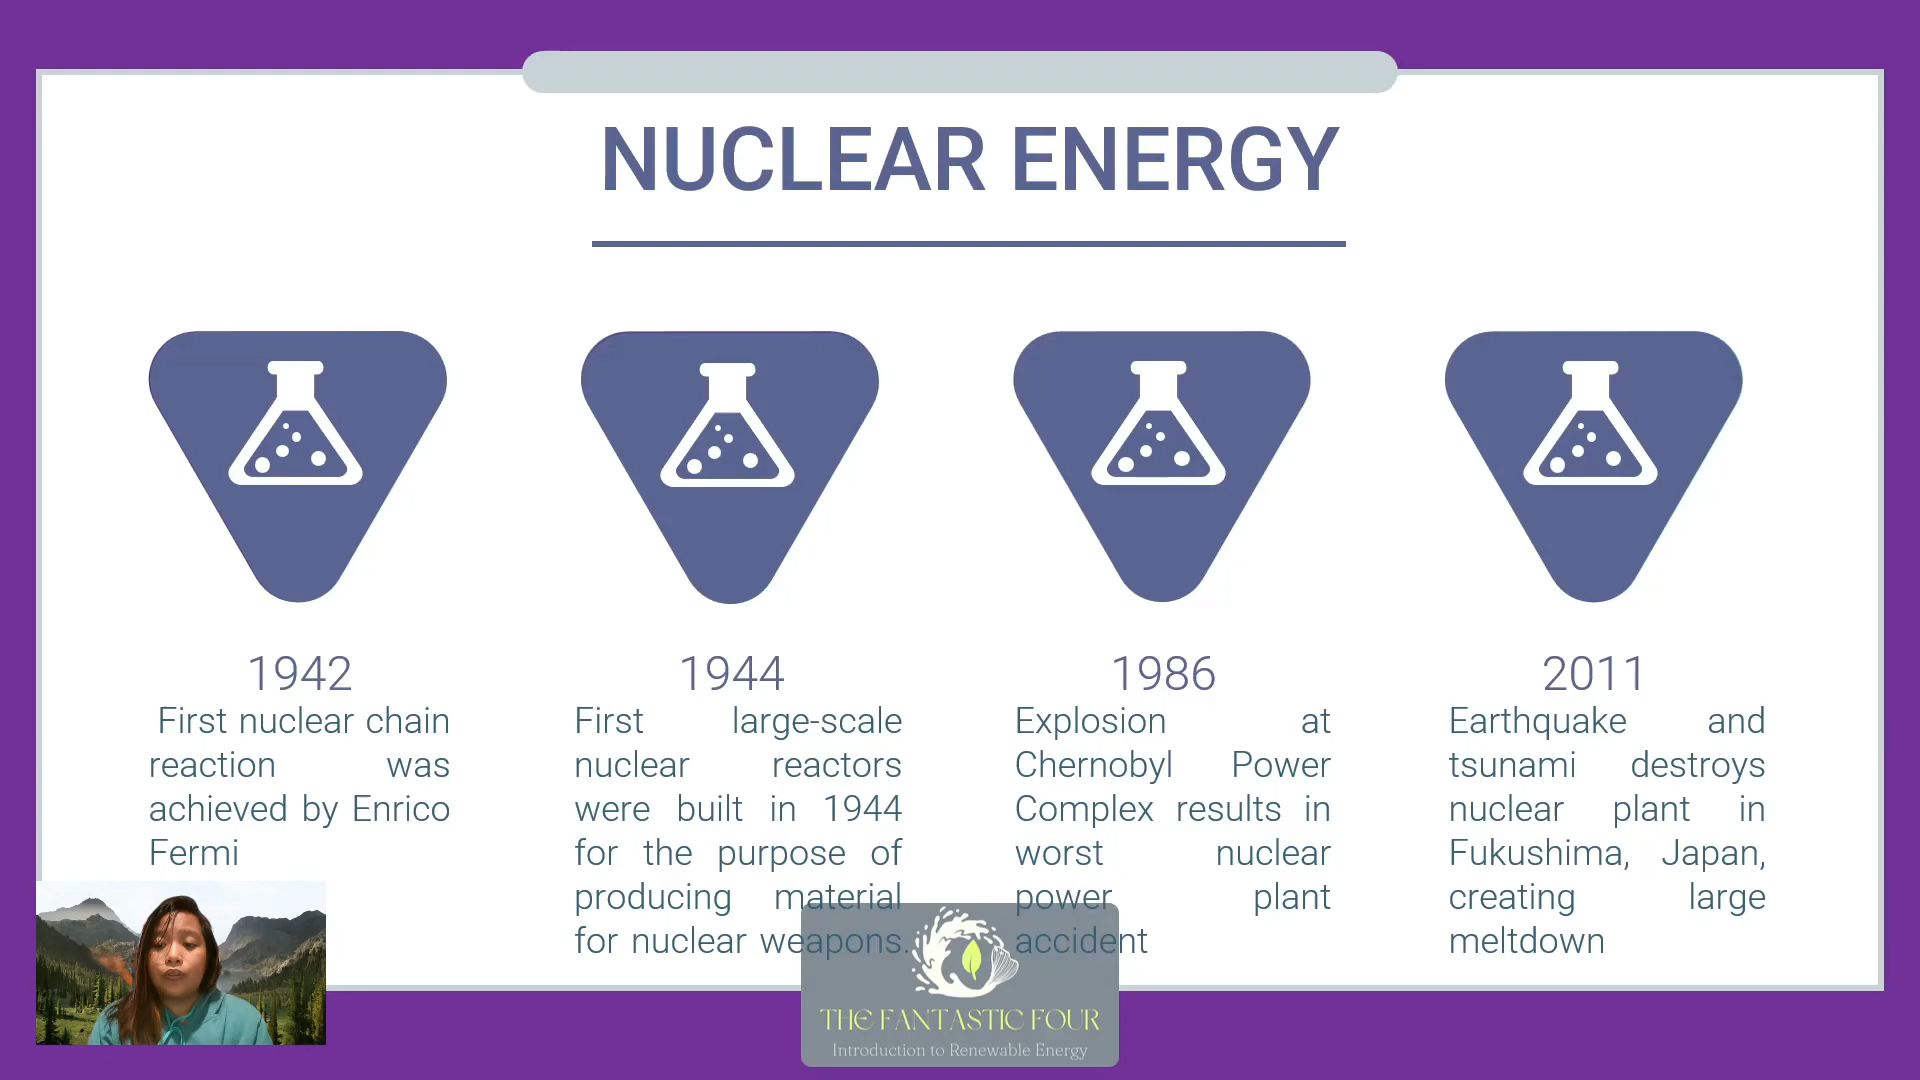 NUCLEAR ENERGY
1942
First nuclear chain
reaction was
achieved by Enrico
Fermi
1944
First large-scale
nuclear reactors
were built in 1944
for the purpose of
producing material
for nuclear weapons.
1986
Explosion at
Chernobyl Power
Complex results in
worst nuclear
power plant
accident
2011
Earthquake and
tsunami destroys
nuclear plant in
Fukushima, Japan,
creating large
meltdown
THE FANTASTIC FOUR
Introduction to Renewable Energy